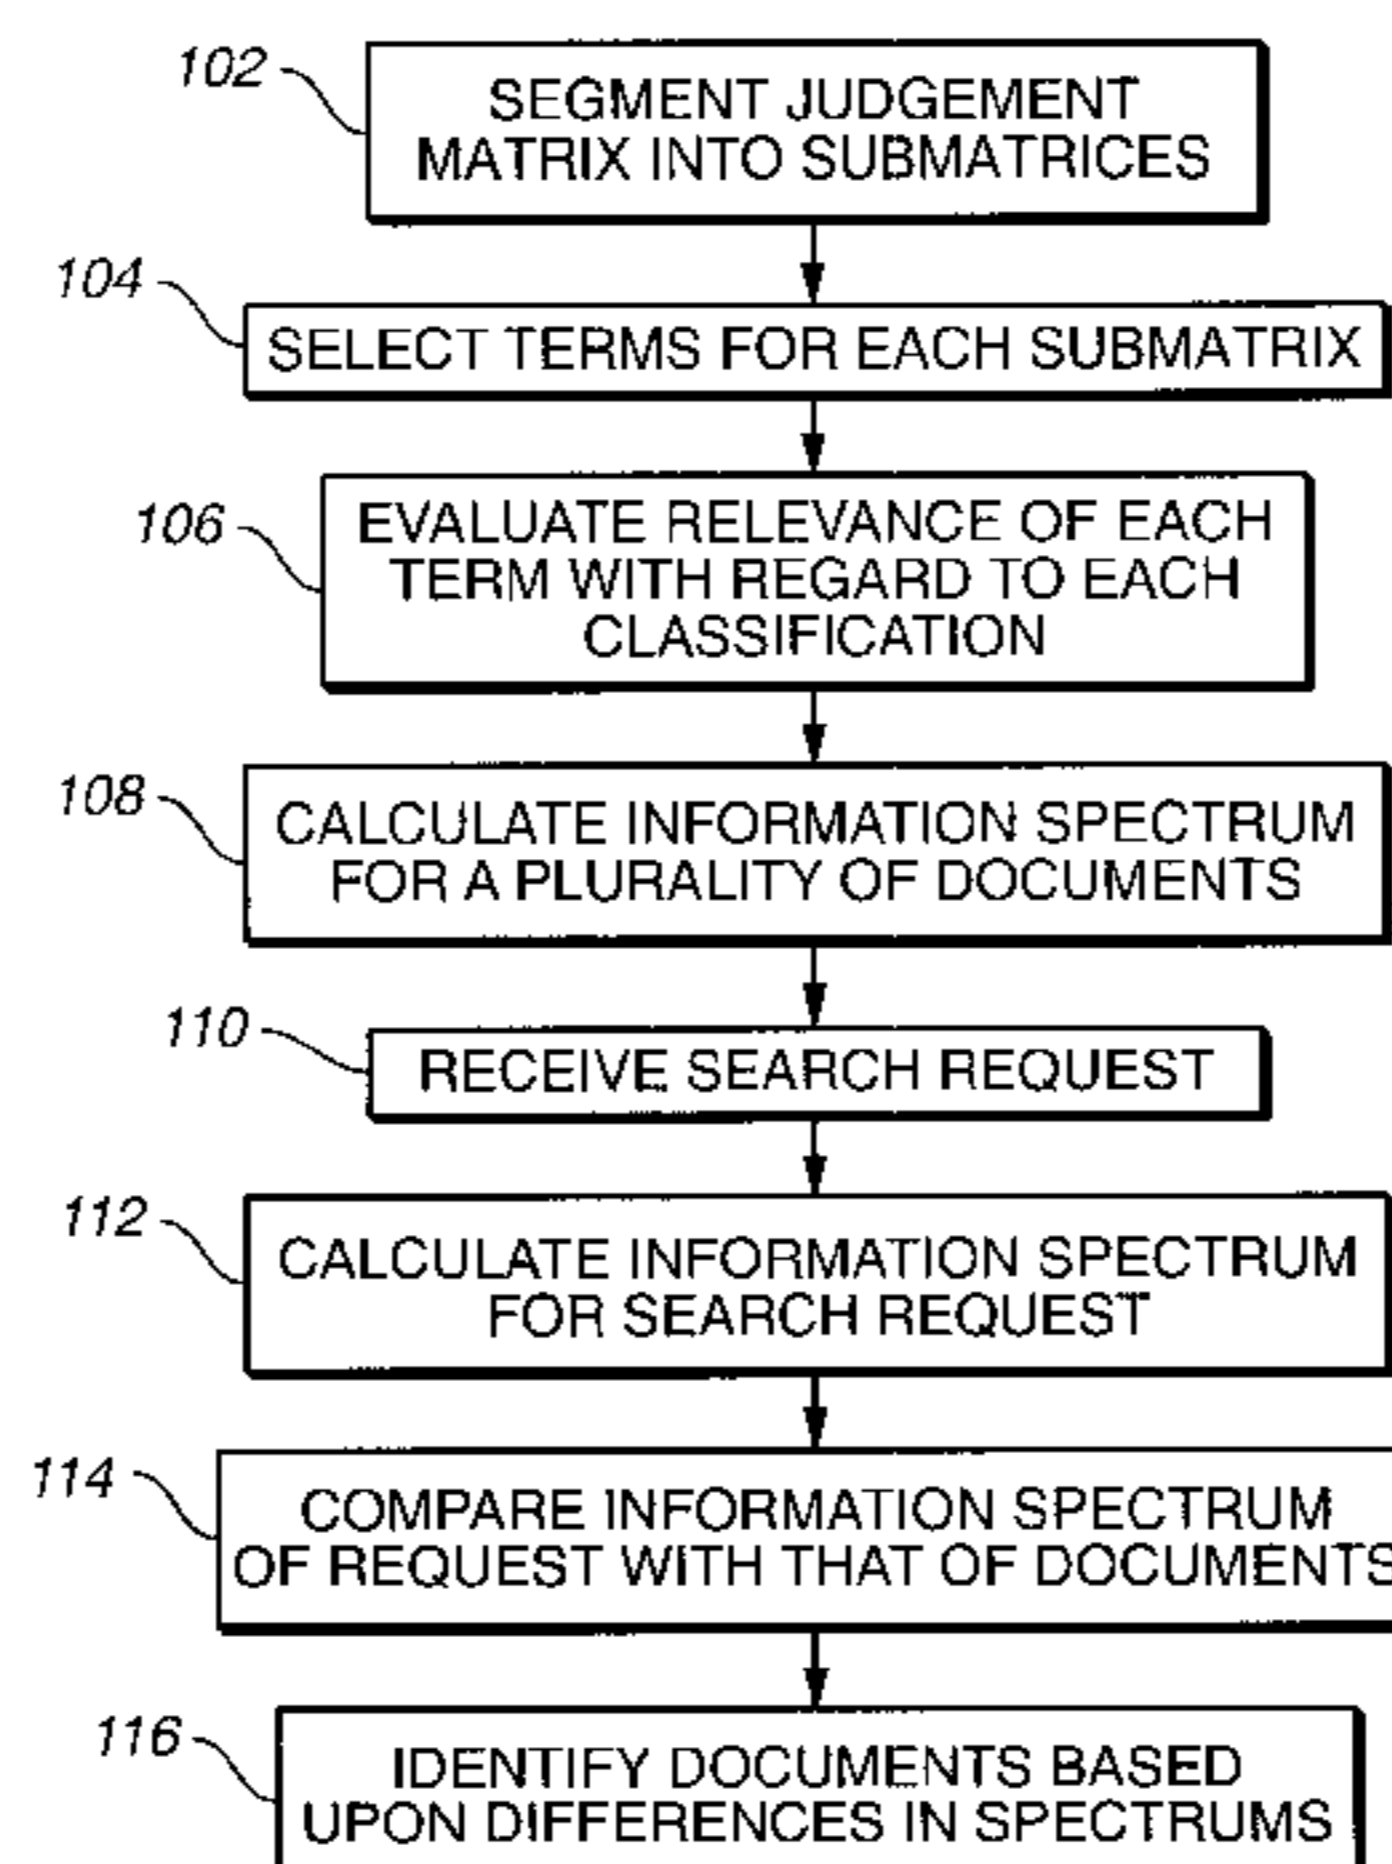 102
SEGMENT JUDGEMENT
MATRIX INTO SUBMATRICES
104
SELECT TERMS FOR EACH SUBMATRIX
106
EVALUATE RELEVANCE OF EACH
TERM WITH REGARD TO EACH
CLASSIFICATION
108
CALCULATE INFORMATION SPECTRUM
FOR A PLURALITY OF DOCUMENTS
110
RECEIVE SEARCH REQUEST
112
CALCULATE INFORMATION SPECTRUM
FOR SEARCH REQUEST
114
COMPARE INFORMATION SPECTRUM
OF REQUEST WITH THAT OF DOCUMENTS
116
IDENTIFY DOCUMENTS BASED
UPON DIFFERENCES IN SPECTRUMS